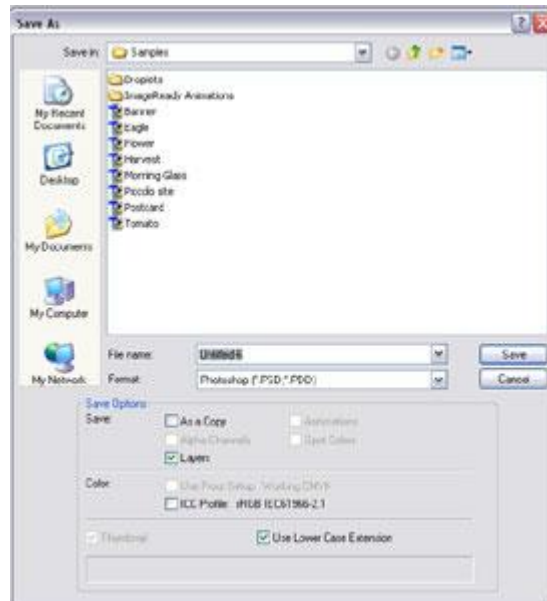 Save As
Save in: Samples
My Recent Documents
Desktop
My Documents
My Computer
My Network
Droplets
ImageReady Animations
Banner
Eagle
Flower
Harvest
Morning Glass
Piccolo site
Postcard
Tomato
File name:
Save
Format: Photoshop (*.PSD;*.PDD)
Cancel
Save Options
Save:
As a Copy
Annotations
Alpha Channels
Spot Colors
Layers
Color:
Use Proof Setup: Working CMYK
ICC Profile: sRGB IEC61966-2.1
Thumbnail
Use Lower Case Extension